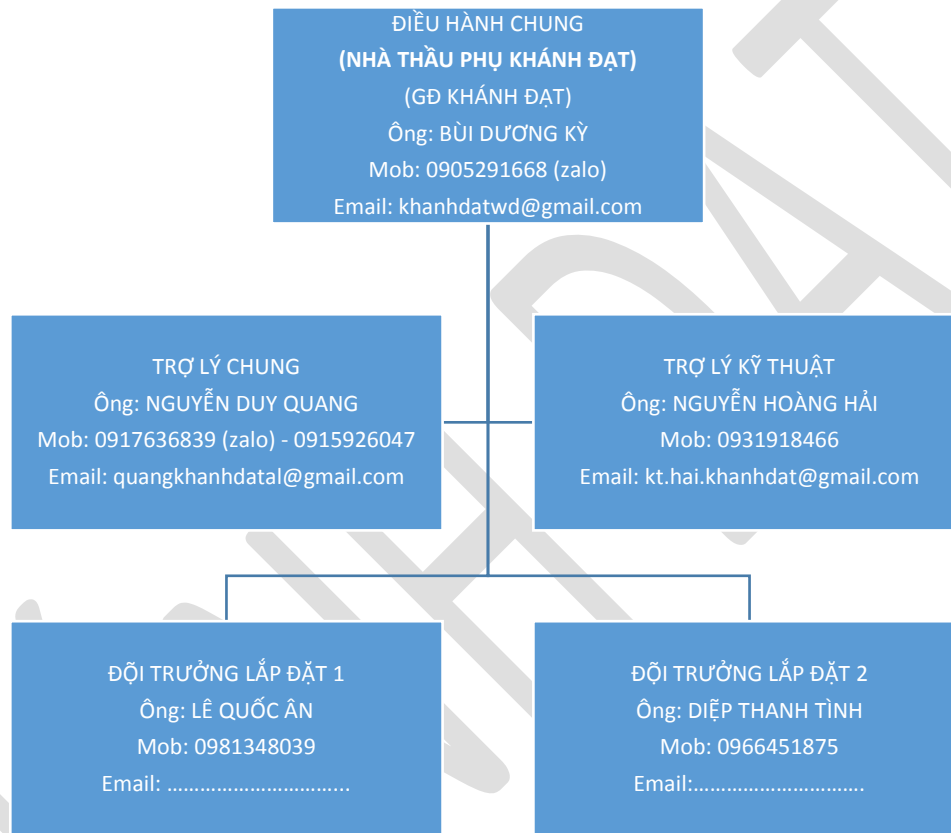 ĐIỀU HÀNH CHUNG
(NHÀ THẦU PHỤ KHÁNH ĐẠT)
(GĐ KHÁNH ĐẠT)
Ông: BÙI DƯƠNG KỲ
Mob: 0905291668 (zalo)
Email: khanhdatwd@gmail.com
TRỢ LÝ CHUNG
Ông: NGUYỄN DUY QUANG
Mob: 0917636839 (zalo) - 0915926047
Email: quangkhanhdatal@gmail.com
TRỢ LÝ KỸ THUẬT
Ông: NGUYỄN HOÀNG HẢI
Mob: 0931918466
Email: kt.hai.khanhdat@gmail.com
ĐỘI TRƯỞNG LẮP ĐẶT 1
Ông: LÊ QUỐC ÂN
Mob: 0981348039
Email: …………………………...
ĐỘI TRƯỞNG LẮP ĐẶT 2
Ông: DIỆP THANH TÌNH
Mob: 0966451875
Email:………………………….